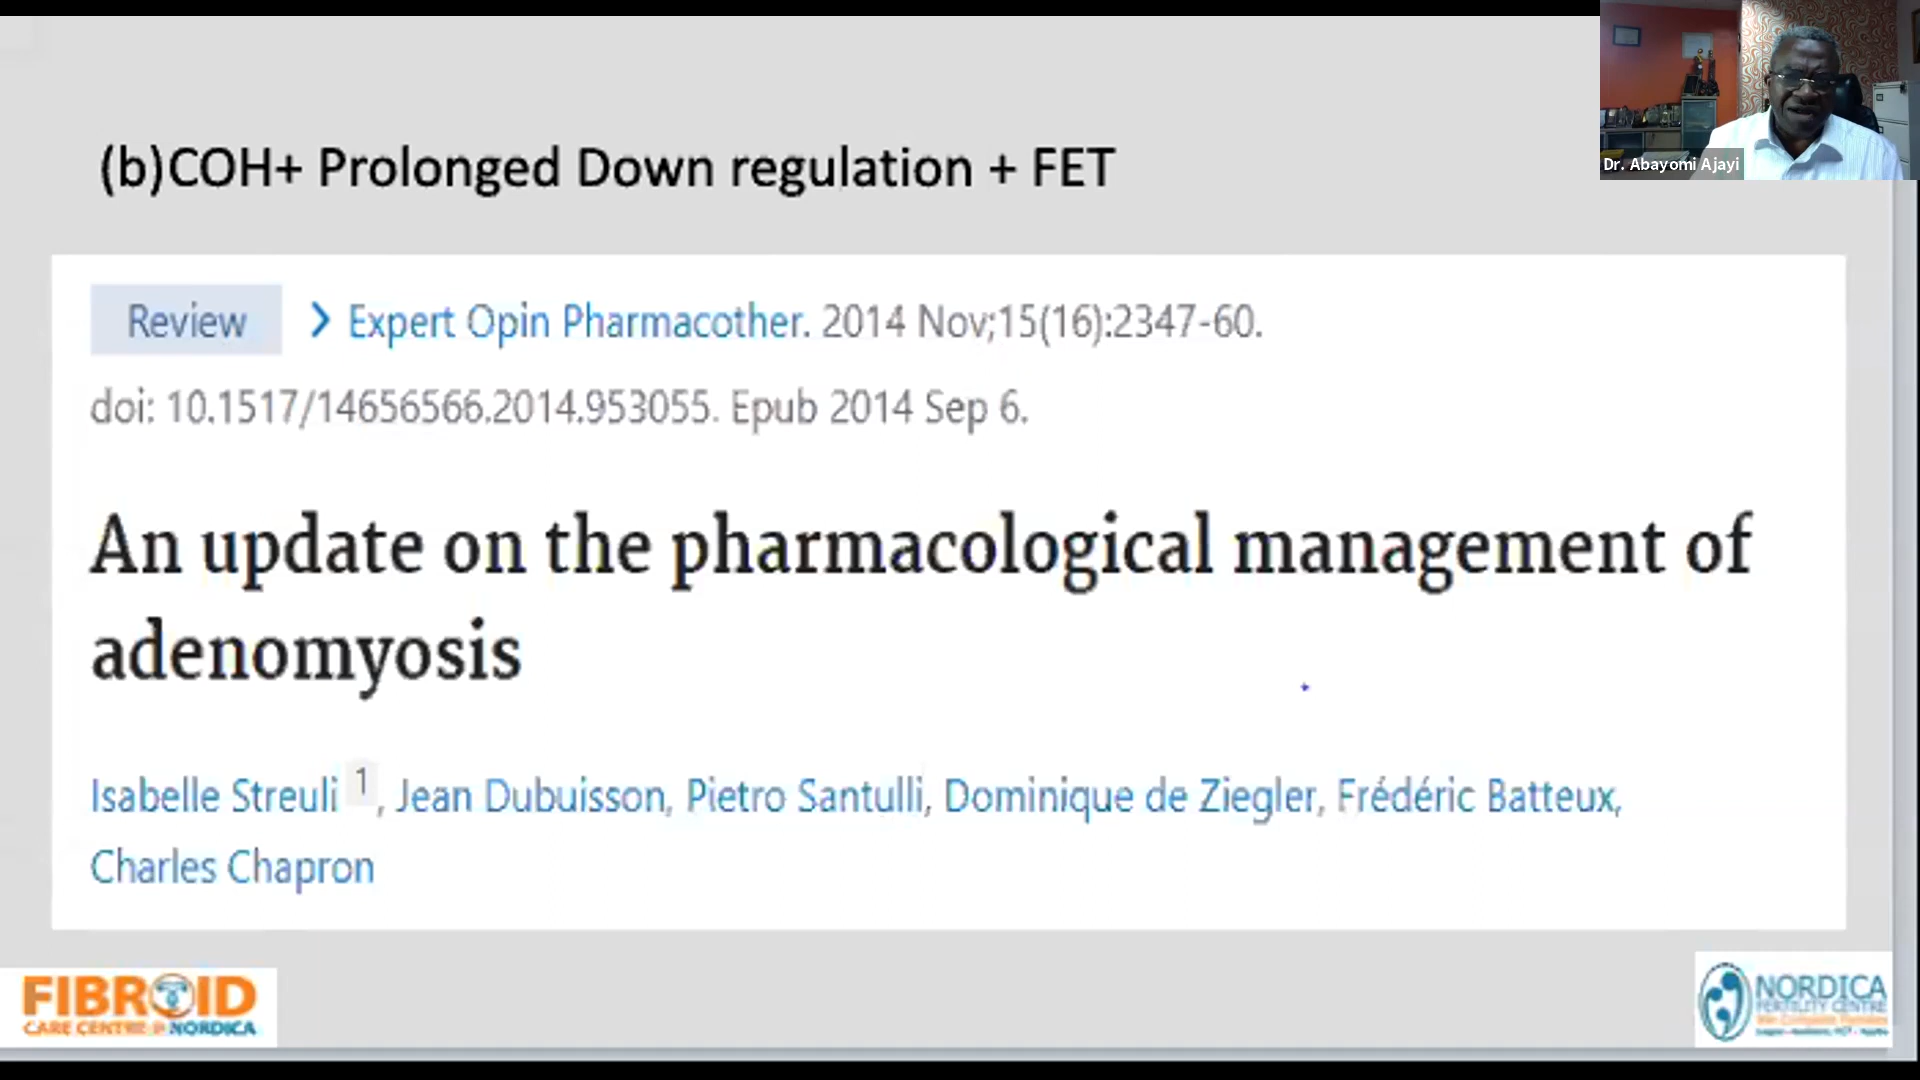 Dr. Abayomi Ajayi
(b)COH+ Prolonged Down regulation + FET
Review > Expert Opin Pharmacother. 2014 Nov;15(16):2347-60.
doi: 10.1517/14656566.2014.953055. Epub 2014 Sep 6.
An update on the pharmacological management of
adenomyosis
Isabelle Streuli 1, Jean Dubuisson, Pietro Santulli, Dominique de Ziegler, Frédéric Batteux,
Charles Chapron
FIBROID
CARE CENTRE @ NORDICA
NORDICA
FERTILITY CENTRE